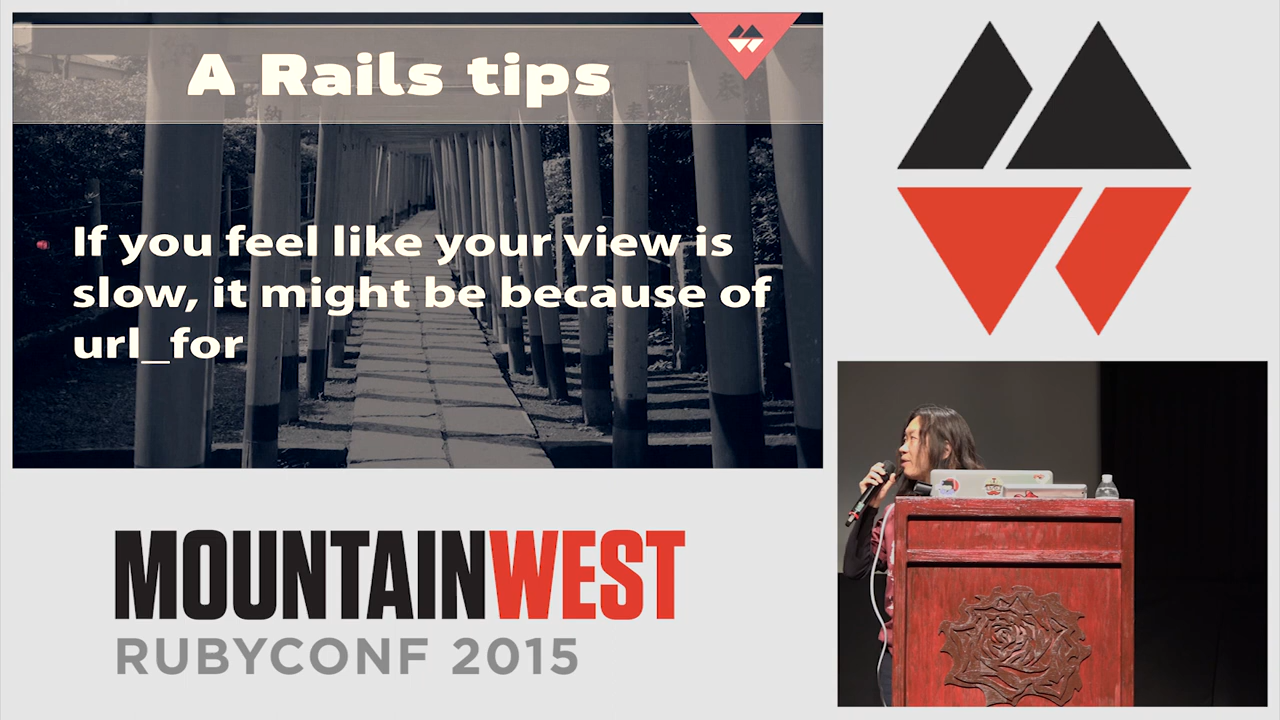 A Rails tips
If you feel like your view is
slow, it might be because of
url_for
MOUNTAINWEST
RUBYCONF 2015